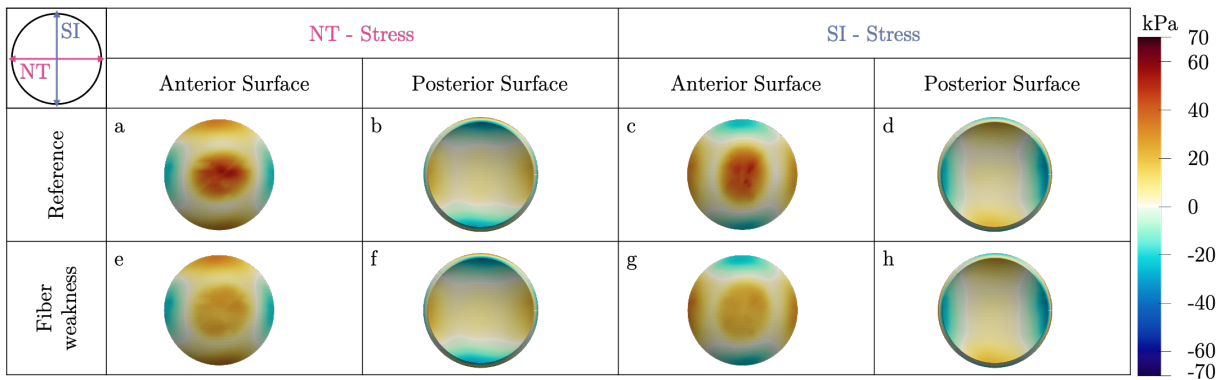 SI
NT
NT - Stress
SI - Stress
kPa
Anterior Surface
Posterior Surface
Anterior Surface
Posterior Surface
Reference
a
b
c
d
Fiber
weakness
e
f
g
h
70
60
40
20
0
-20
-40
-60
-70